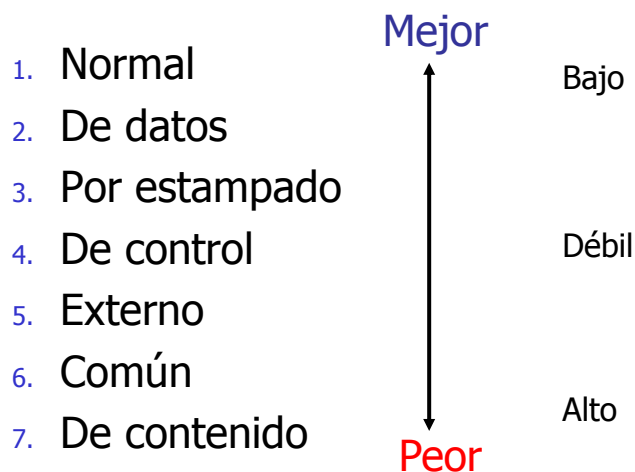 Mejor
1. Normal
Bajo
2. De datos
3. Por estampado
4. De control
Débil
5. Externo
6. Común
Alto
7. De contenido
Peor